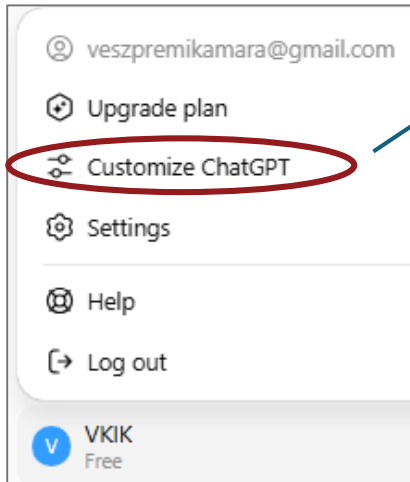 veszpremikamara@gmail.com
Upgrade plan
Customize ChatGPT
Settings
Help
Log out
V
VKIK
Free